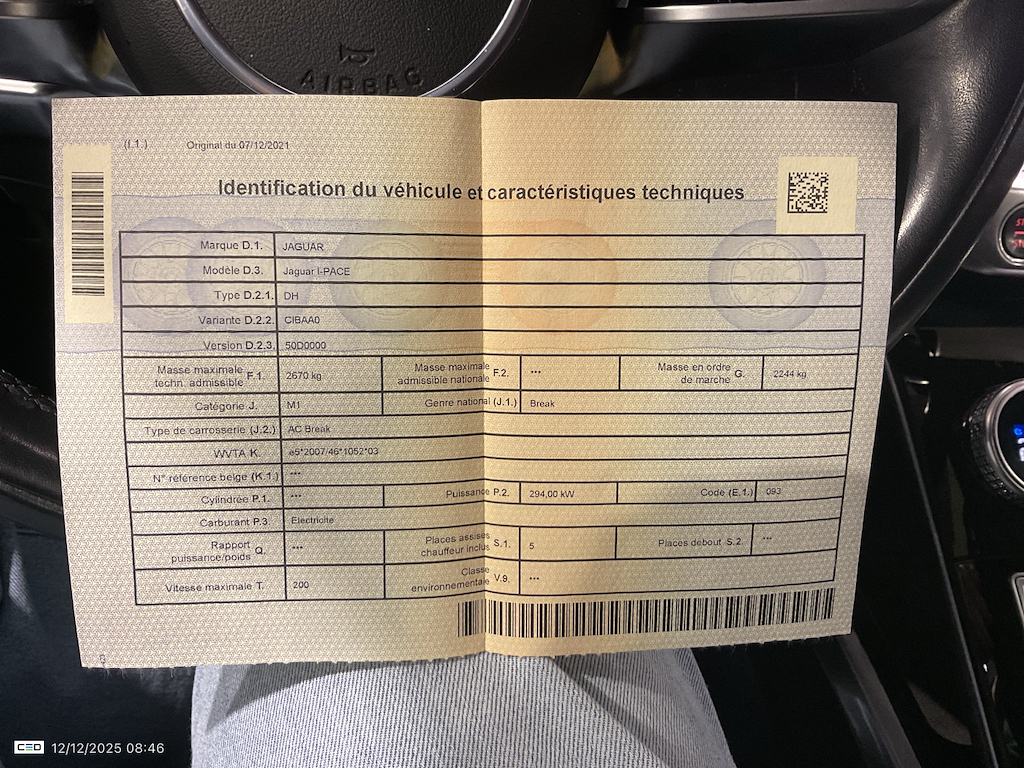 AIRBAG
(I.1.) Original du 07/12/2021
Identification du véhicule et caractéristiques techniques
Marque D.1. JAGUAR
Modèle D.3. Jaguar I-PACE
Type D.2.1. DH
Variante D.2.2. CIBAA0
Version D.2.3. 50D0000
Masse maximale techn. admissible F.1. 2670 kg Masse maximale admissible nationale F.2. *** Masse en ordre de marche G. 2244 kg
Catégorie J. M1 Genre national (J.1.) Break
Type de carrosserie (J.2.) AC Break
WVTA K. e5*2007/46*1052*03
N° référence belge (K.1.) ***
Cylindrée P.1. *** Puissance P.2. 294,00 kW Code (E.1.) 093
Carburant P.3. Electricite
Rapport puissance/poids Q. *** Places assises chauffeur inclus S.1. 5 Places debout S.2. ***
Vitesse maximale T. 200 Classe environnementale V.9. ***
CEO 12/12/2025 08:46